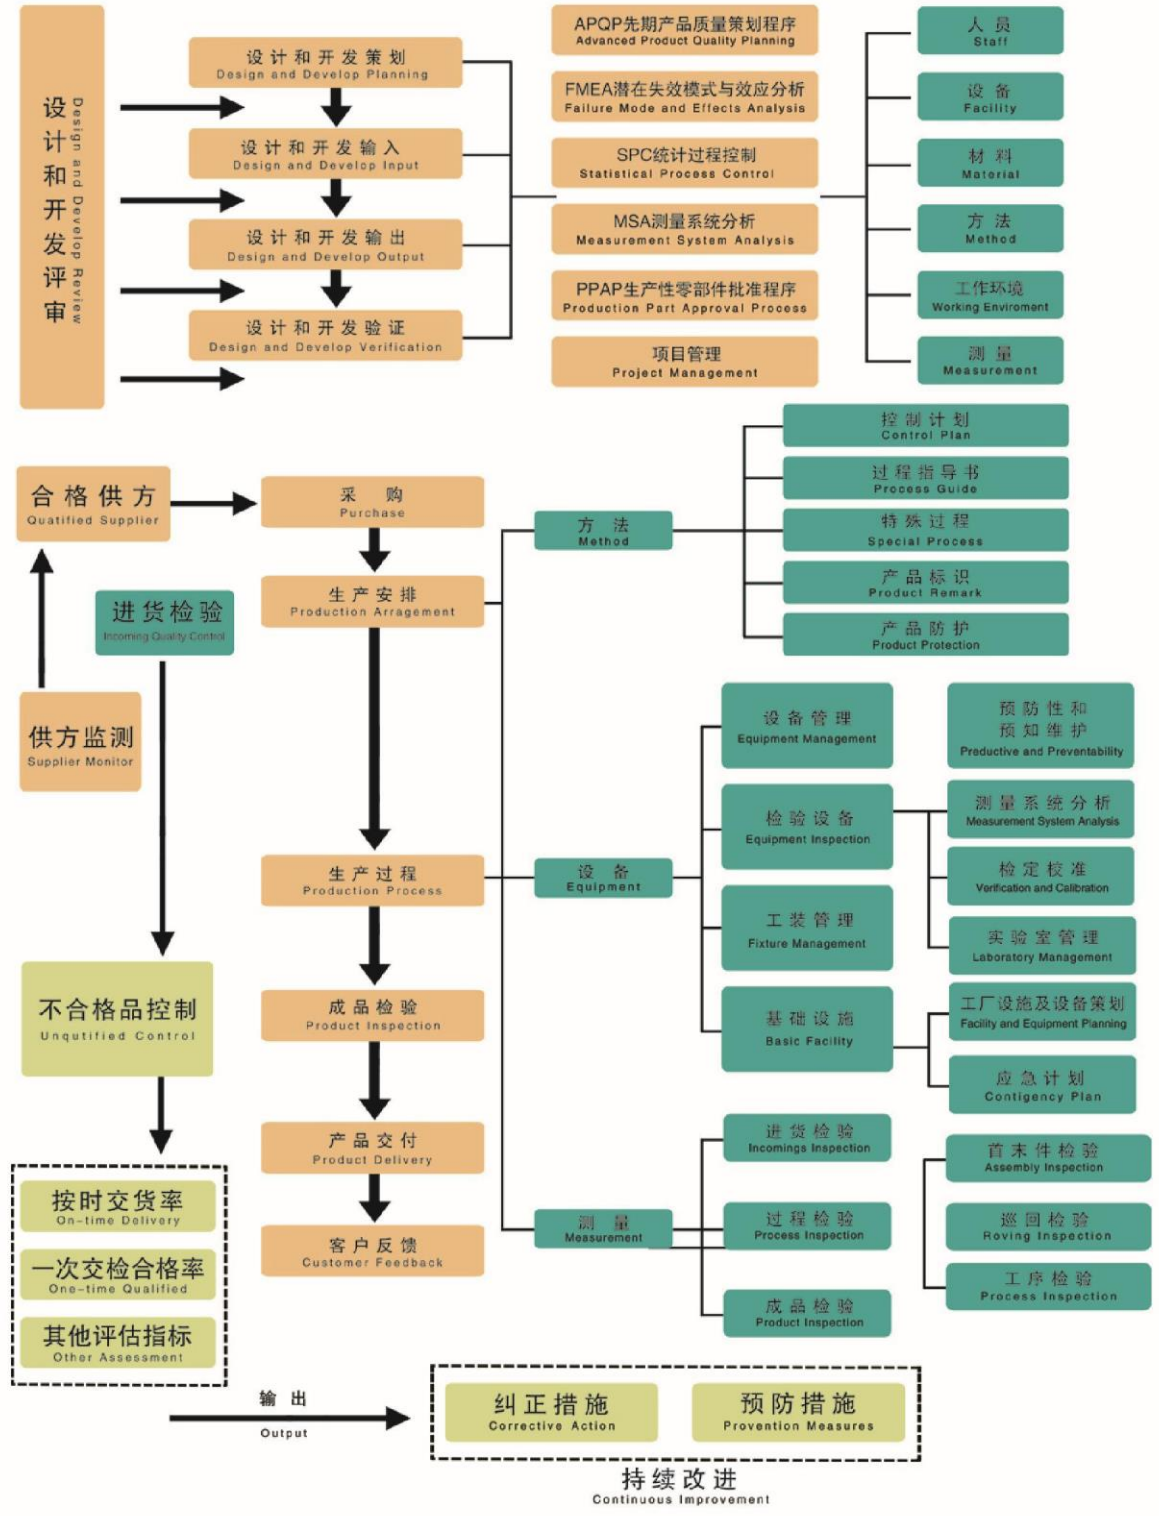 设计和开发评审
Design and Develop Review
设计和开发策划
Design and Develop Planning
设计和开发输入
Design and Develop Input
设计和开发输出
Design and Develop Output
设计和开发验证
Design and Develop Verification
APQP先期产品质量策划程序
Advanced Product Quality Planning
FMEA潜在失效模式与效应分析
Failure Mode and Effects Analysis
SPC统计过程控制
Statistical Process Control
MSA测量系统分析
Measurement System Analysis
PPAP生产性零部件批准程序
Production Part Approval Process
项目管理
Project Management
人员
Staff
设备
Facility
材料
Material
方法
Method
工作环境
Working Enviroment
测量
Measurement
合格供方
Quatified Supplier
进货检验
Incoming Quality Control
供方监测
Supplier Monitor
不合格品控制
Unqutified Control
按时交货率
On-time Delivery
一次交检合格率
One-time Qualified
其他评估指标
Other Assessment
采购
Purchase
生产安排
Production Arragement
生产过程
Production Process
成品检验
Product Inspection
产品交付
Product Delivery
客户反馈
Customer Feedback
方法
Method
控制计划
Control Plan
过程指导书
Process Guide
特殊过程
Special Process
产品标识
Product Remark
产品防护
Product Protection
设备
Equipment
设备管理
Equipment Management
检验设备
Equipment Inspection
工装管理
Fixture Management
基础设施
Basic Facility
预防性和
预知维护
Productive and Preventability
测量系统分析
Measurement System Analysis
检定校准
Verification and Calibration
实验室管理
Laboratory Management
工厂设施及设备策划
Facility and Equipment Planning
应急计划
Contigency Plan
测量
Measurement
进货检验
Incomings Inspection
过程检验
Process Inspection
成品检验
Product Inspection
首末件检验
Assembly Inspection
巡回检验
Roving Inspection
工序检验
Process Inspection
输出
Output
纠正措施
Corrective Action
预防措施
Provention Measures
持续改进
Continuous Improvement